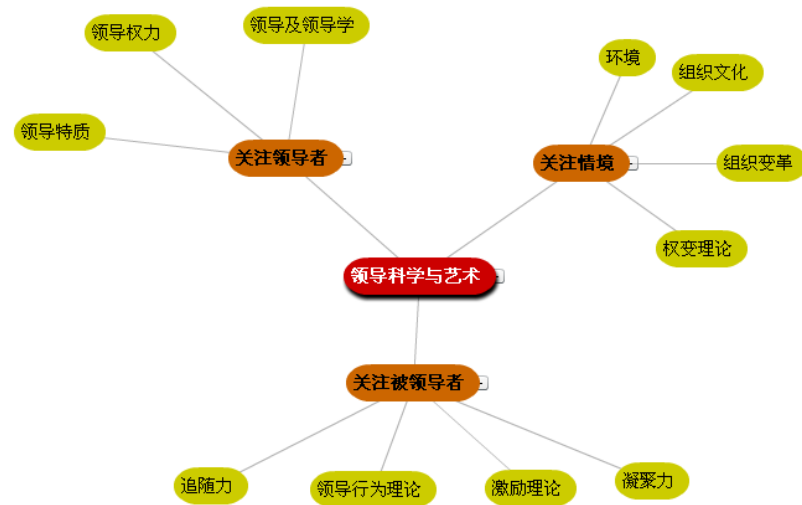 领导及领导学
领导权力
领导特质
关注领导者
环境
组织文化
关注情境
组织变革
权变理论
领导科学与艺术
关注被领导者
追随力
领导行为理论
激励理论
凝聚力